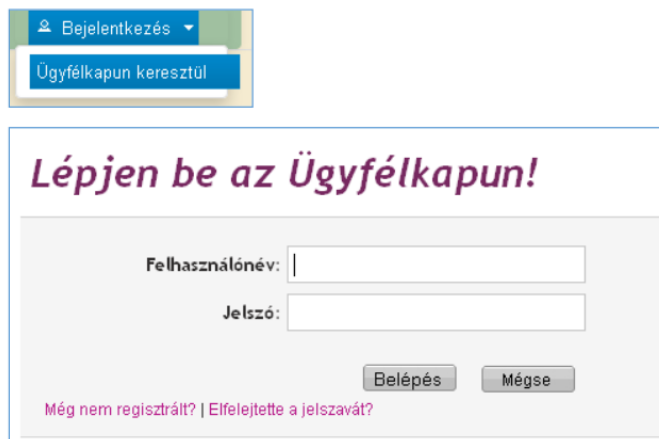 Bejelentkezés
Ügyfélkapun keresztül
Lépjen be az Ügyfélkapun!
Felhasználónév:
Jelszó:
Belépés Mégse
Még nem regisztrált? | Elfelejtette a jelszavát?